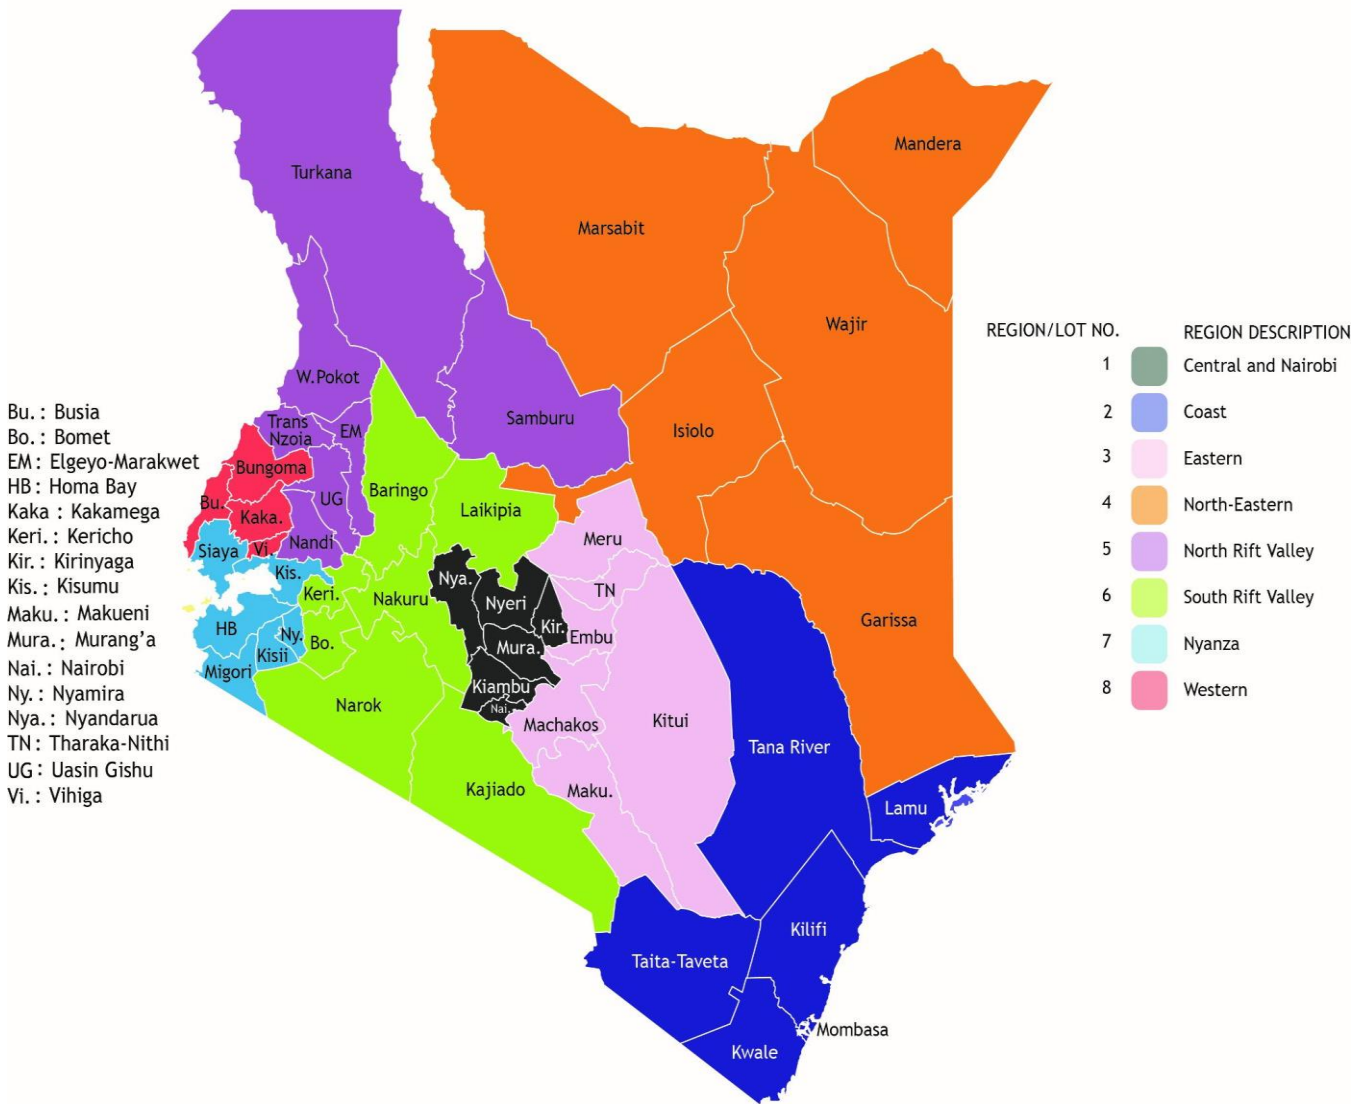 Turkana
Mandera
Marsabit
Wajir
W.Pokot
Samburu
Isiolo
Trans
Nzoia
EM
Bungoma
Baringo
UG
Bu.
Kaka.
Laikipia
Siaya
Vi.
Nandi
Meru
Kis.
Nya.
Keri.
Nakuru
Nyeri
TN
Kir.
Embu
Garissa
HB
Ny.
Kisii
Bo.
Mura.
Migori
Kiambu
Nai.
Narok
Machakos
Kitui
Tana River
Kajiado
Maku.
Lamu
Kilifi
Taita-Taveta
Mombasa
Kwale
Bu. : Busia
Bo. : Bomet
EM : Elgeyo-Marakwet
HB : Homa Bay
Kaka : Kakamega
Keri. : Kericho
Kir. : Kirinyaga
Kis. : Kisumu
Maku. : Makueni
Mura. : Murang’a
Nai. : Nairobi
Ny. : Nyamira
Nya. : Nyandarua
TN : Tharaka-Nithi
UG : Uasin Gishu
Vi. : Vihiga
REGION/LOT NO. REGION DESCRIPTION
1 Central and Nairobi
2 Coast
3 Eastern
4 North-Eastern
5 North Rift Valley
6 South Rift Valley
7 Nyanza
8 Western